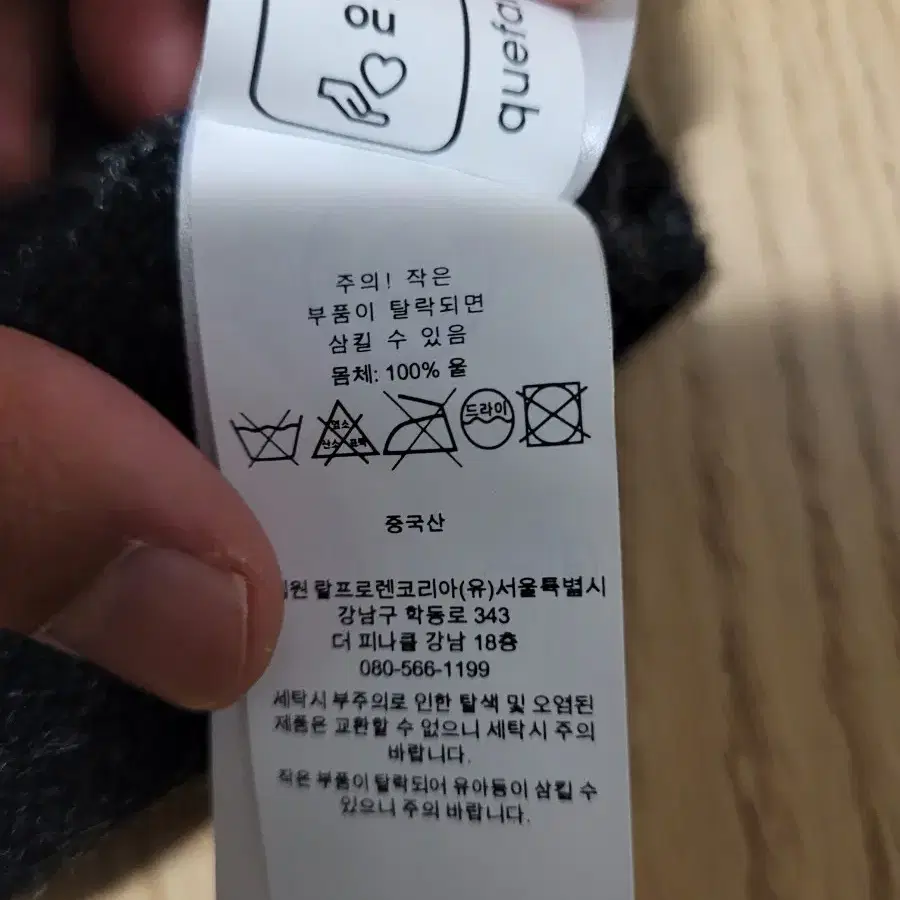 quefa
주의! 작은
부품이 탈락되면
삼킬 수 있음
몸체: 100% 울
염소
산소 표백
드라이
중국산
랄프로렌코리아(유)서울특별시
강남구 학동로 343
더 피나클 강남 18층
080-566-1199
세탁시 부주의로 인한 탈색 및 오염된
제품은 교환할 수 없으니 세탁시 주의
바랍니다.
작은 부품이 탈락되어 유아등이 삼킬 수
있으니 주의 바랍니다.